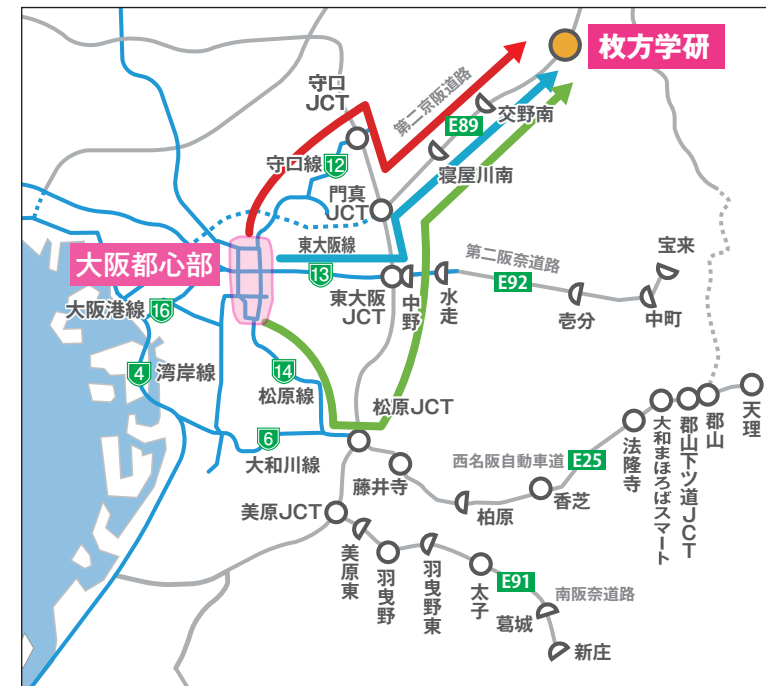 枚方学研
守口
JCT
第二京阪道路
交野南
E89
守口線
12
寝屋川南
門真
JCT
東大阪線
宝来
大阪都心部
第二阪奈道路
13
E92
東大阪
JCT
中野
水走
壱分
中町
大阪港線
16
4
湾岸線
14
松原線
松原JCT
天理
郡山
郡山下ツ道JCT
大和まほろばスマート
法隆寺
6
大和川線
西名阪自動車道
E25
藤井寺
香芝
柏原
美原JCT
美原東
羽曳野
羽曳野東
太子
E91
南阪奈道路
葛城
新庄